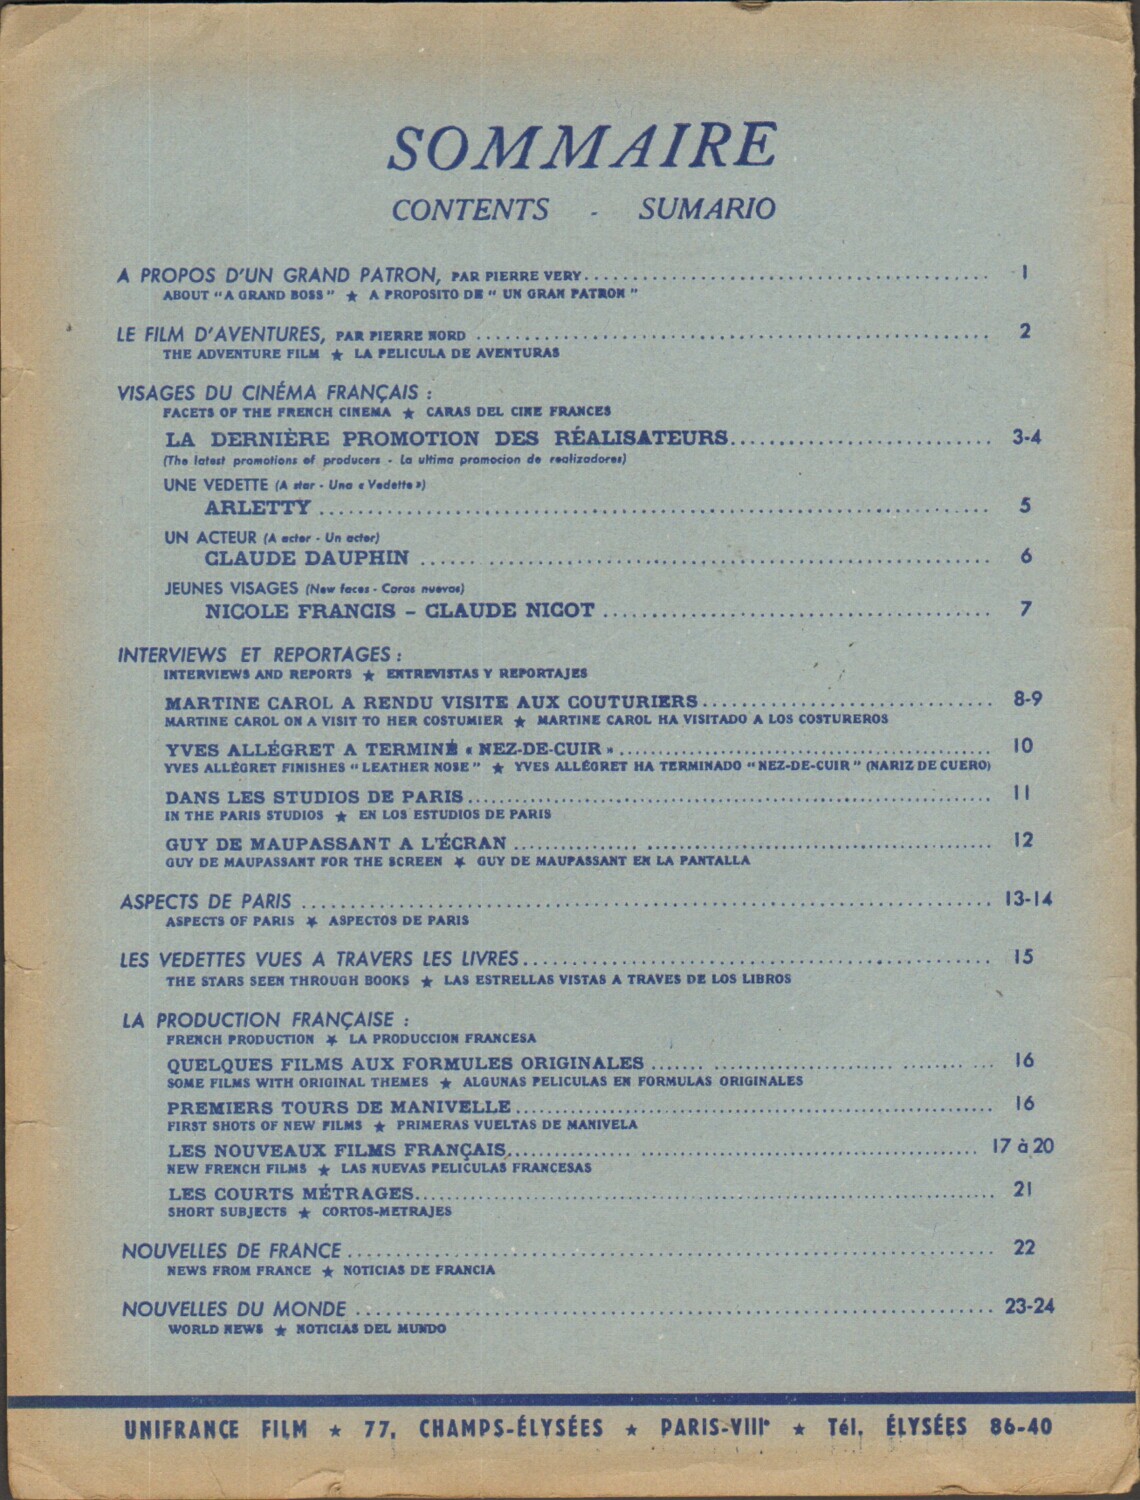 SOMMAIRE
CONTENTS - SUMARIO
A PROPOS D'UN GRAND PATRON, PAR PIERRE VERY 1
ABOUT "A GRAND BOSS" ★ A PROPOSITO DE "UN GRAN PATRON"
LE FILM D'AVENTURES, PAR PIERRE NORD 2
THE ADVENTURE FILM ★ LA PELICULA DE AVENTURAS
VISAGES DU CINÉMA FRANÇAIS :
FACETS OF THE FRENCH CINEMA ★ CARAS DEL CINE FRANCES
LA DERNIÈRE PROMOTION DES RÉALISATEURS 3-4
(The latest promotions of producers - La ultima promocion de realizadores)
UNE VEDETTE (A star - Una « Vedette »)
ARLETTY 5
UN ACTEUR (A actor - Un actor)
CLAUDE DAUPHIN 6
JEUNES VISAGES (New faces - Caras nuevas)
NICOLE FRANCIS - CLAUDE NICOT 7
INTERVIEWS ET REPORTAGES :
INTERVIEWS AND REPORTS ★ ENTREVISTAS Y REPORTAJES
MARTINE CAROL A RENDU VISITE AUX COUTURIERS 8-9
MARTINE CAROL ON A VISIT TO HER COSTUMIER ★ MARTINE CAROL HA VISITADO A LOS COSTUREROS
YVES ALLÉGRET A TERMINÉ « NEZ-DE-CUIR » 10
YVES ALLÉGRET FINISHES "LEATHER NOSE" ★ YVES ALLÉGRET HA TERMINADO "NEZ-DE-CUIR" (NARIZ DE CUERO)
DANS LES STUDIOS DE PARIS 11
IN THE PARIS STUDIOS ★ EN LOS ESTUDIOS DE PARIS
GUY DE MAUPASSANT A L'ÉCRAN 12
GUY DE MAUPASSANT FOR THE SCREEN ★ GUY DE MAUPASSANT EN LA PANTALLA
ASPECTS DE PARIS 13-14
ASPECTS OF PARIS ★ ASPECTOS DE PARIS
LES VEDETTES VUES A TRAVERS LES LIVRES 15
THE STARS SEEN THROUGH BOOKS ★ LAS ESTRELLAS VISTAS A TRAVES DE LOS LIBROS
LA PRODUCTION FRANÇAISE :
FRENCH PRODUCTION ★ LA PRODUCCION FRANCESA
QUELQUES FILMS AUX FORMULES ORIGINALES 16
SOME FILMS WITH ORIGINAL THEMES ★ ALGUNAS PELICULAS EN FORMULAS ORIGINALES
PREMIERS TOURS DE MANIVELLE 16
FIRST SHOTS OF NEW FILMS ★ PRIMERAS VUELTAS DE MANIVELA
LES NOUVEAUX FILMS FRANÇAIS 17 à 20
NEW FRENCH FILMS ★ LAS NUEVAS PELICULAS FRANCESAS
LES COURTS MÉTRAGES 21
SHORT SUBJECTS ★ CORTOS-METRAJES
NOUVELLES DE FRANCE 22
NEWS FROM FRANCE ★ NOTICIAS DE FRANCIA
NOUVELLES DU MONDE 23-24
WORLD NEWS ★ NOTICIAS DEL MUNDO
UNIFRANCE FILM ★ 77, CHAMPS-ÉLYSÉES ★ PARIS-VIIIe ★ Tél. ÉLYSÉES 86-40